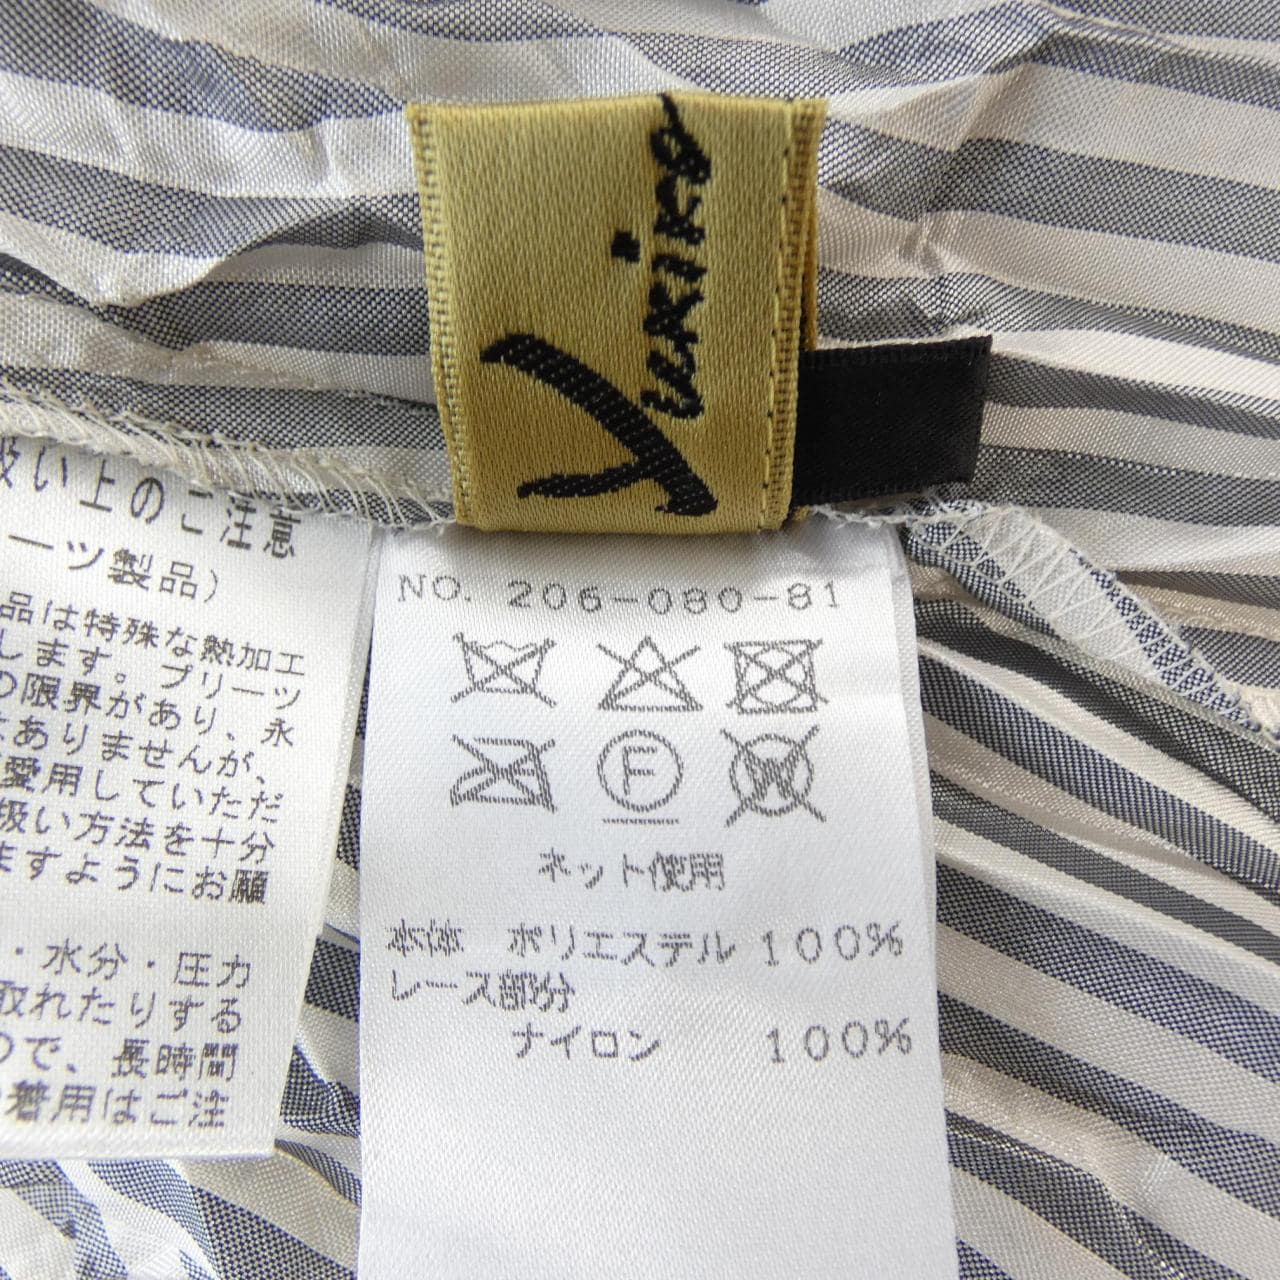 Yukiko
扱い上のご注意
ーツ製品）
品は特殊な熱加工
します。プリーツ
の限界があり、永
はありませんが、
愛用していただ
扱い方法を十分
ますようにお願
・水分・圧力
取れたりする
ので、長時間
着用はご注
NO. 206-080-81
F
W
ネット使用
本体 ポリエステル 100%
レース部分
ナイロン 100%